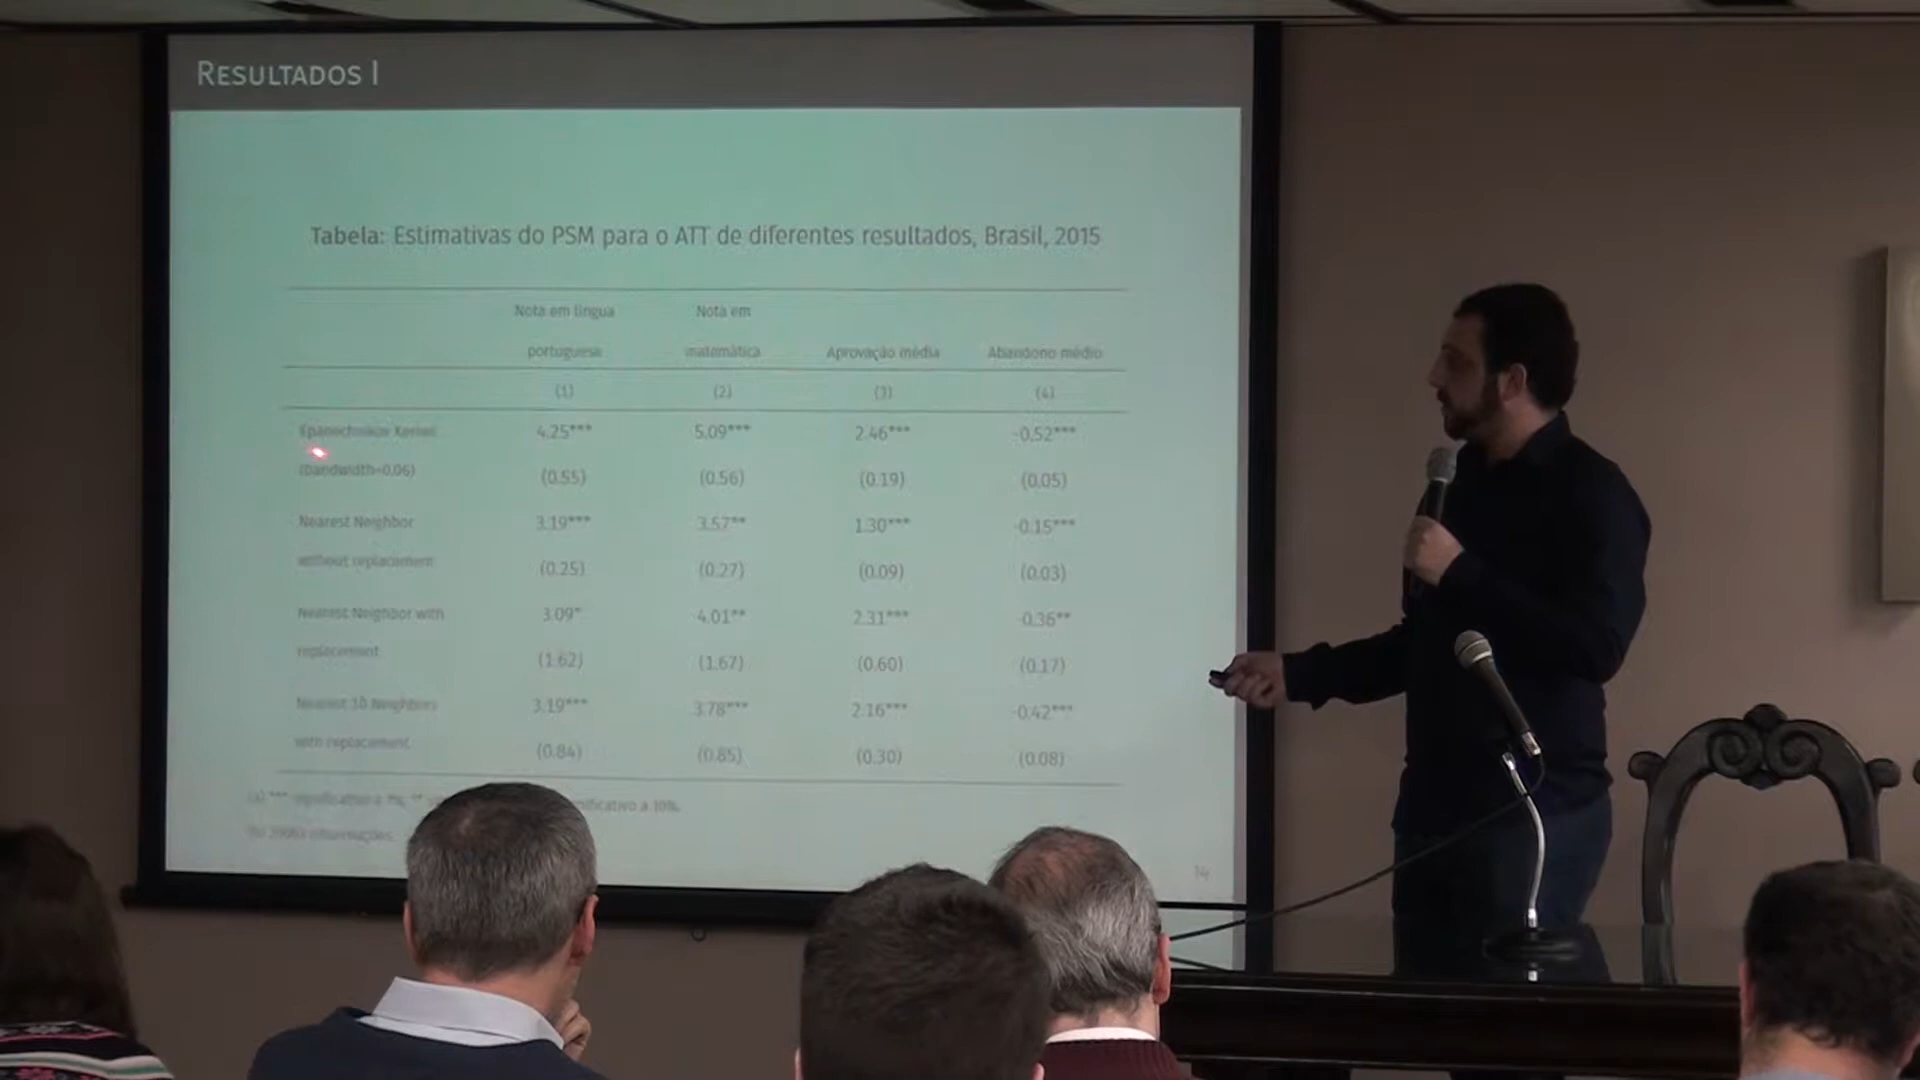 RESULTADOS I
Tabela: Estimativas do PSM para o ATT de diferentes resultados, Brasil, 2015
Nota em língua portuguesa
Nota em matemática
Aprovação média
Abandono médio
(1) (2) (3) (4)
Epanechnikov Kernel 4.25*** 5.09*** 2.46*** -0.52***
(bandwidth=0.06) (0.55) (0.56) (0.19) (0.05)
Nearest Neighbor 3.19*** 3.57** 1.30*** -0.15***
without replacement (0.25) (0.27) (0.09) (0.03)
Nearest Neighbor with 3.09* 4.01** 2.31*** -0.36**
replacement (1.62) (1.67) (0.60) (0.17)
Nearest 10 Neighbors 3.19*** 3.78*** 2.16*** -0.42***
with replacement (0.84) (0.85) (0.30) (0.08)
(a) *** significativo a 1%, ** a 10%.
(b) observações.
14